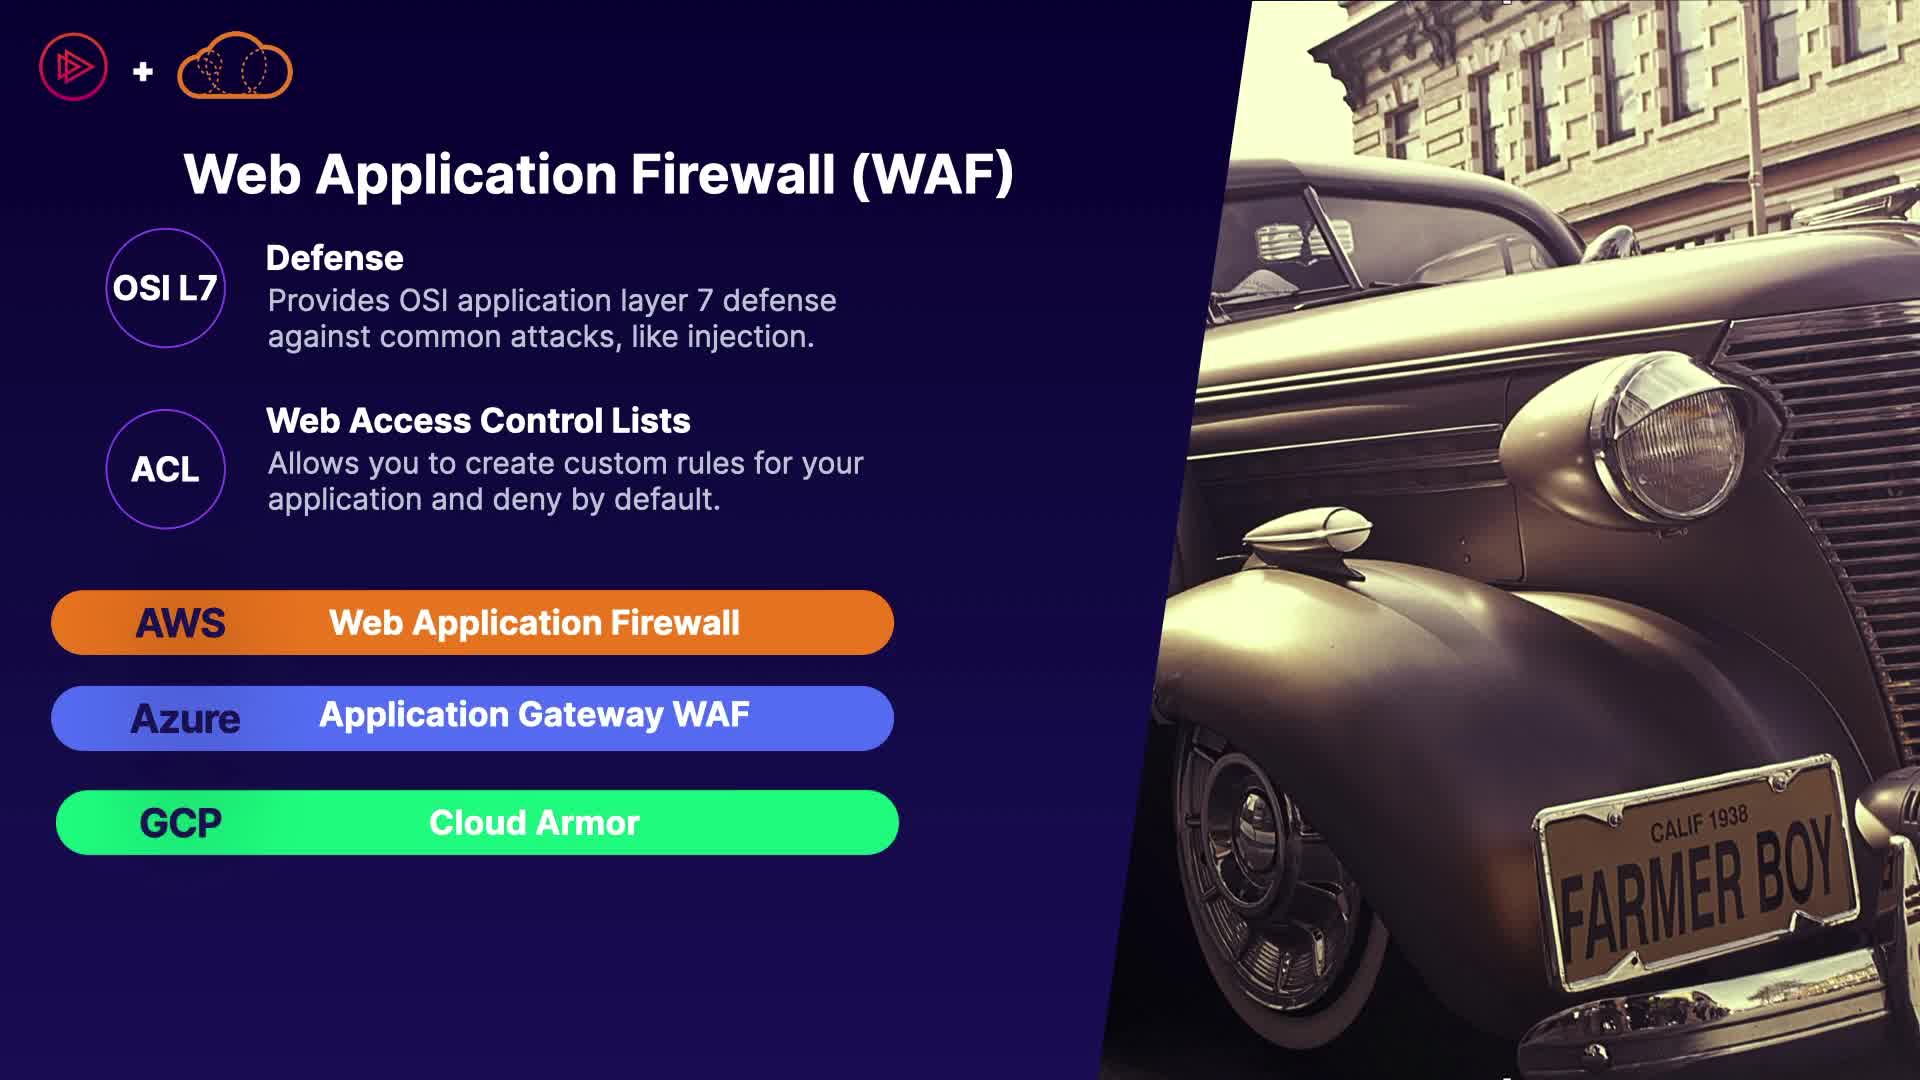 Web Application Firewall (WAF)
OSI L7
Defense
Provides OSI application layer 7 defense
against common attacks, like injection.
ACL
Web Access Control Lists
Allows you to create custom rules for your
application and deny by default.
AWS Web Application Firewall
Azure Application Gateway WAF
GCP Cloud Armor
CALIF 1938
FARMER BOY